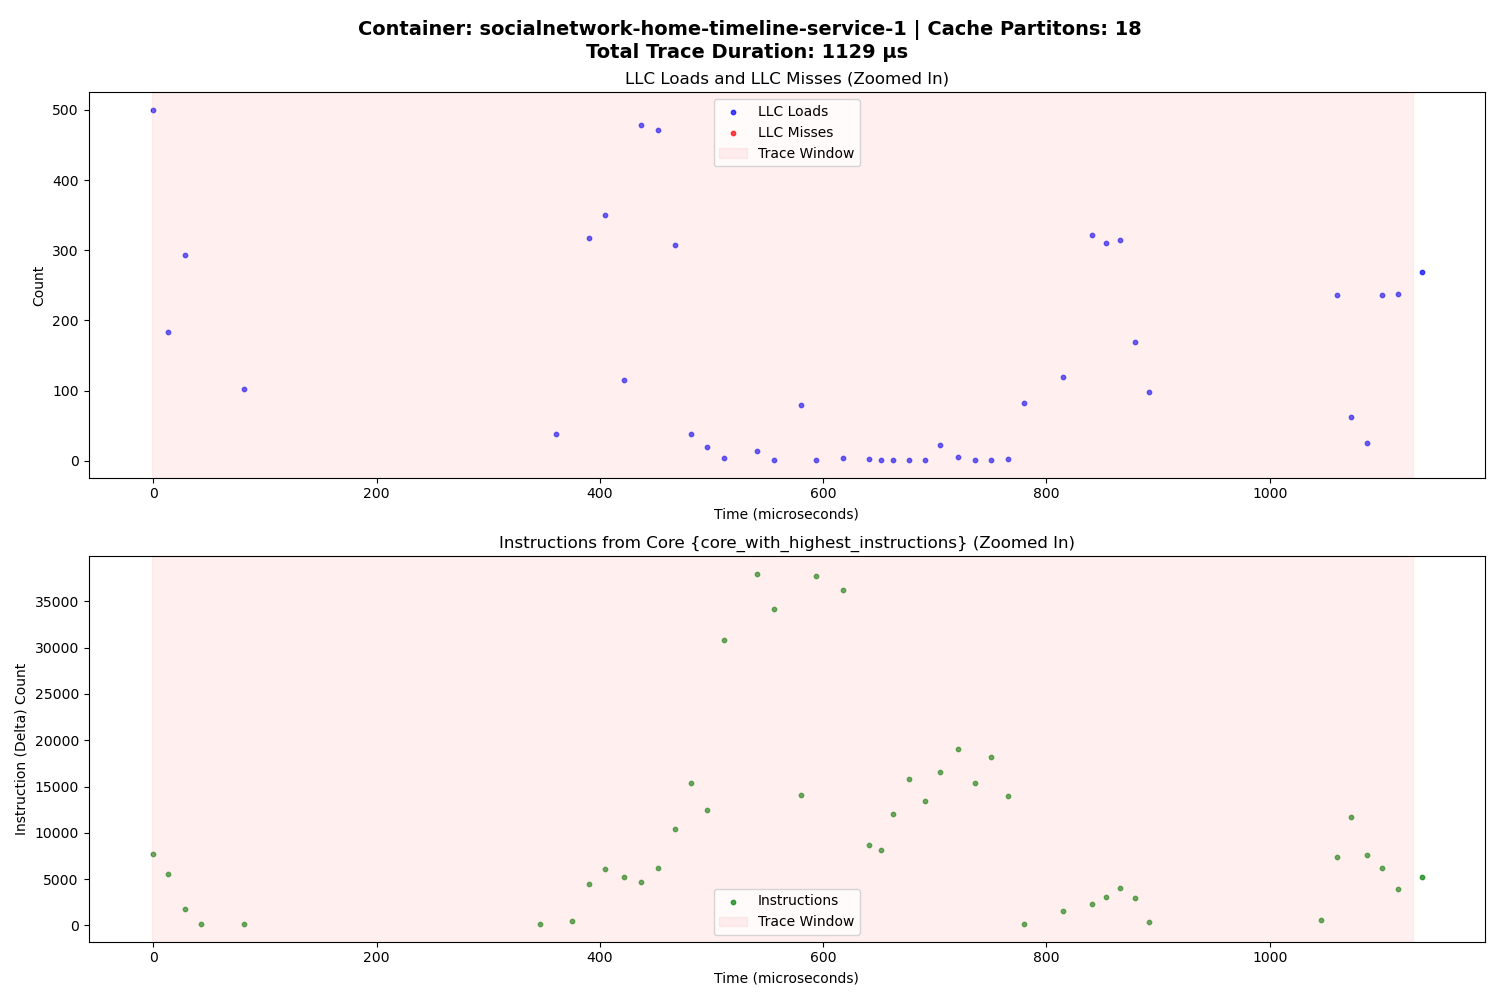 Container: socialnetwork-home-timeline-service-1 | Cache Partitons: 18
Total Trace Duration: 1129 µs
LLC Loads and LLC Misses (Zoomed In)
500
400
300
200
100
0
Count
LLC Loads
LLC Misses
Trace Window
0 200 400 600 800 1000
Time (microseconds)
Instructions from Core {core_with_highest_instructions} (Zoomed In)
35000
30000
25000
20000
15000
10000
5000
0
Instruction (Delta) Count
Instructions
Trace Window
0 200 400 600 800 1000
Time (microseconds)